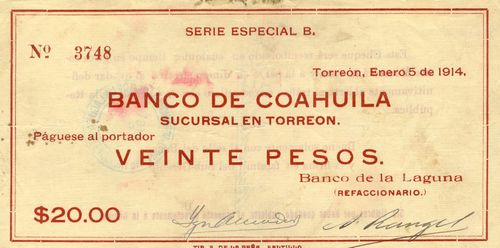 SERIE ESPECIAL B.
Nº 3748
Torreón, Enero 5 de 1914.
BANCO DE COAHUILA
SUCURSAL EN TORREON.
Páguese al portador
VEINTE PESOS.
Banco de la Laguna
(REFACCIONARIO.)
$20.00